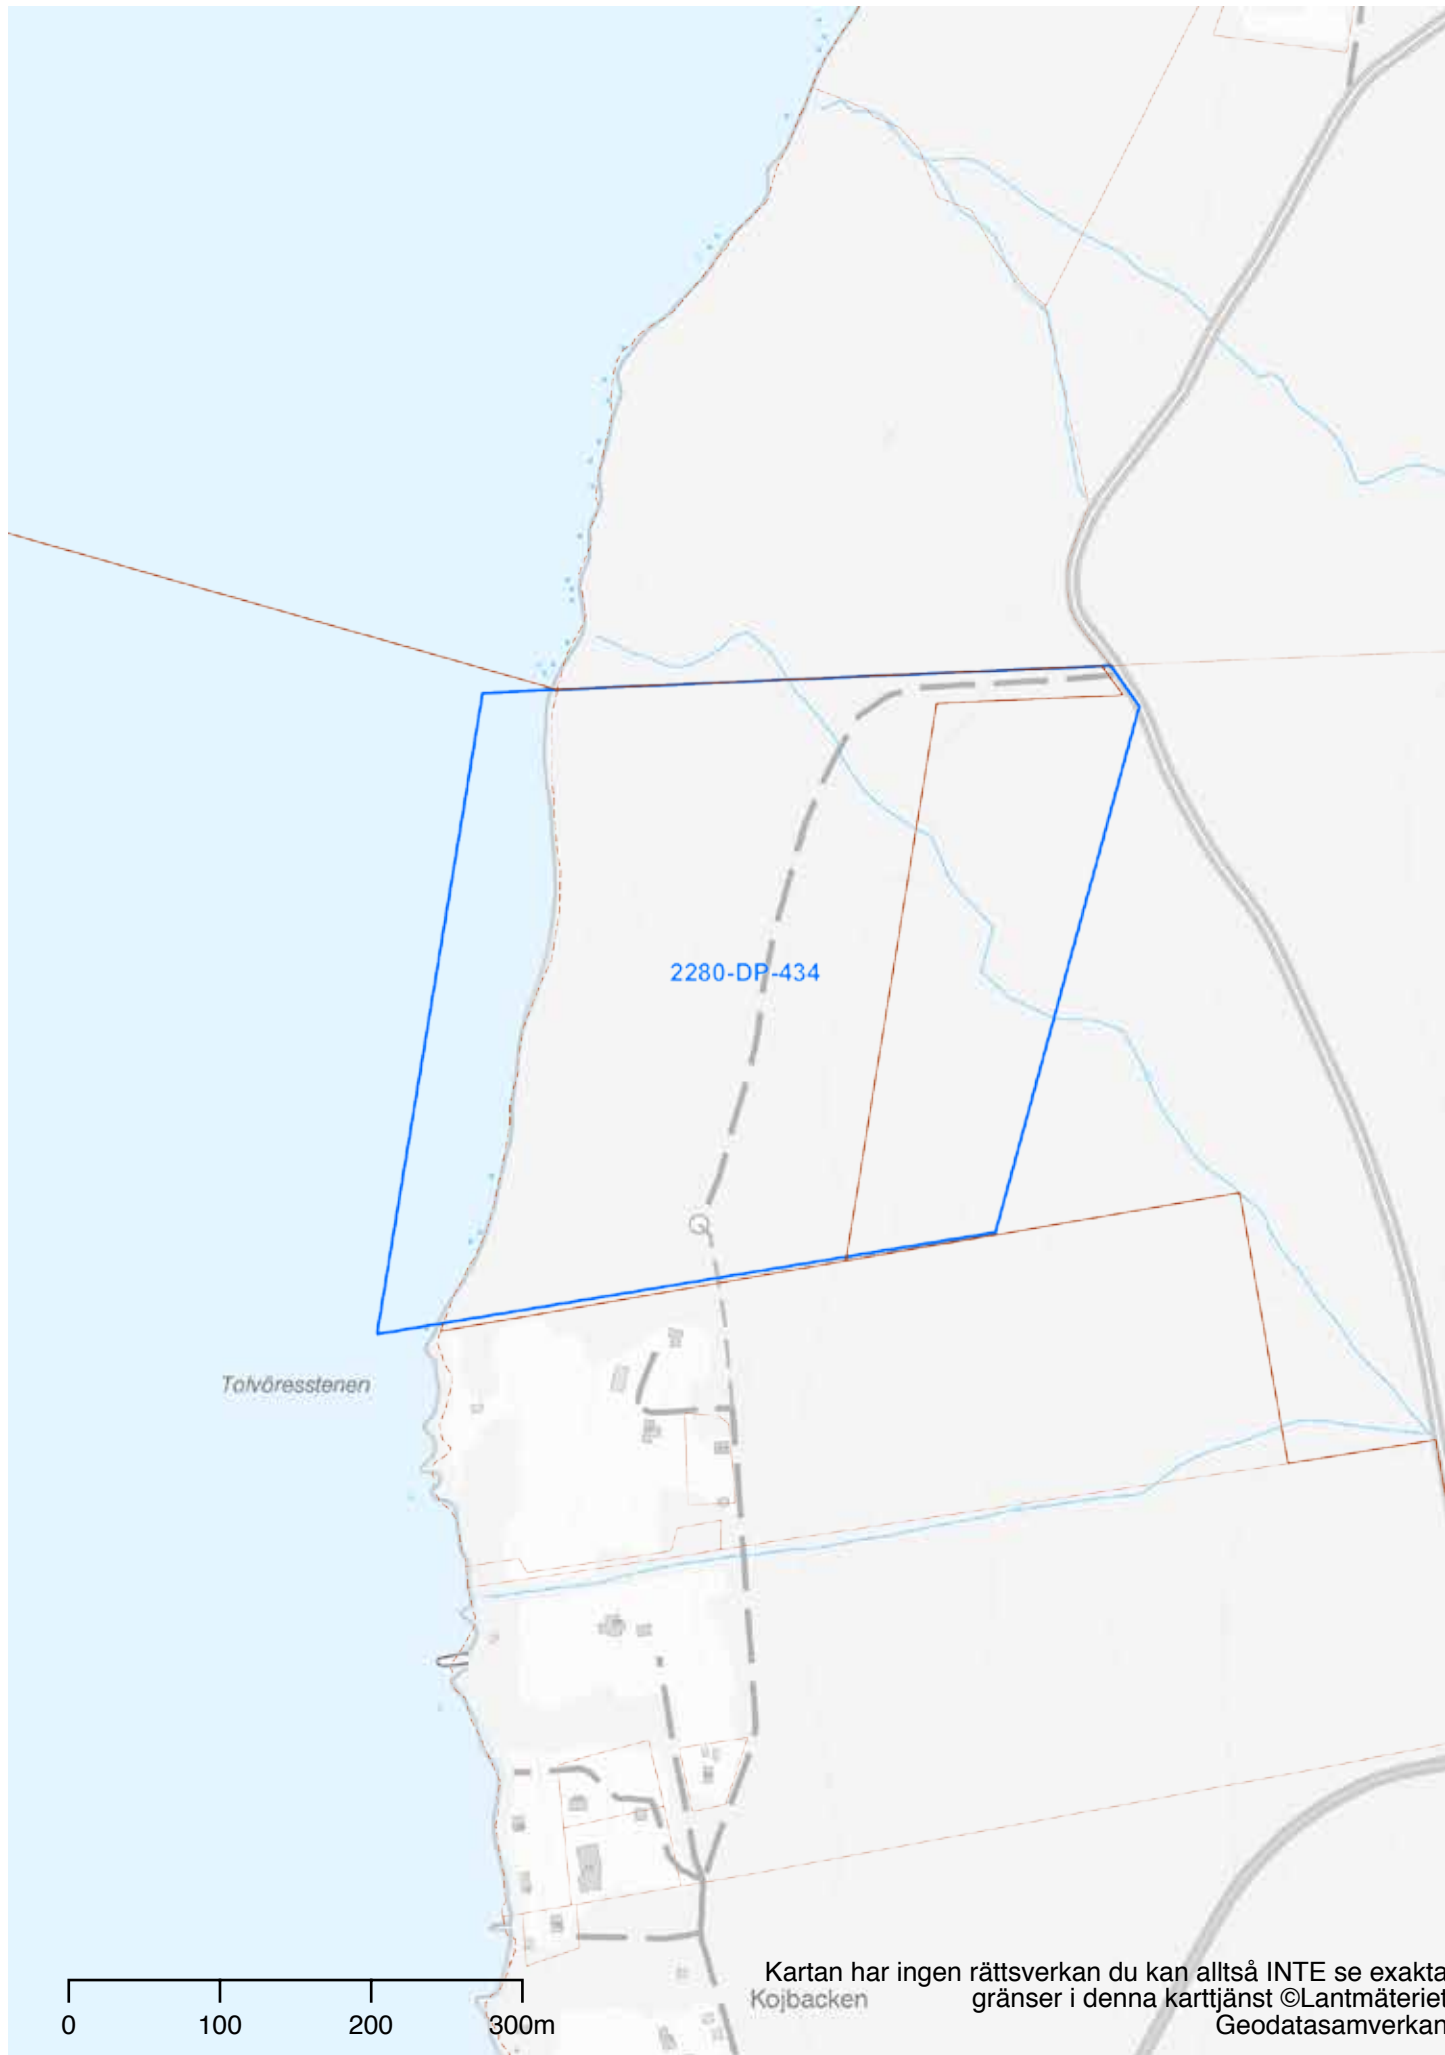 2280-DP-434
Talvöresstenen
Kartan har ingen rättsverkan du kan alltså INTE se exakta
Kojbacken
gränser i denna karttjänst ©Lantmäteriet
Geodatasamverkan
0 100 200 300m